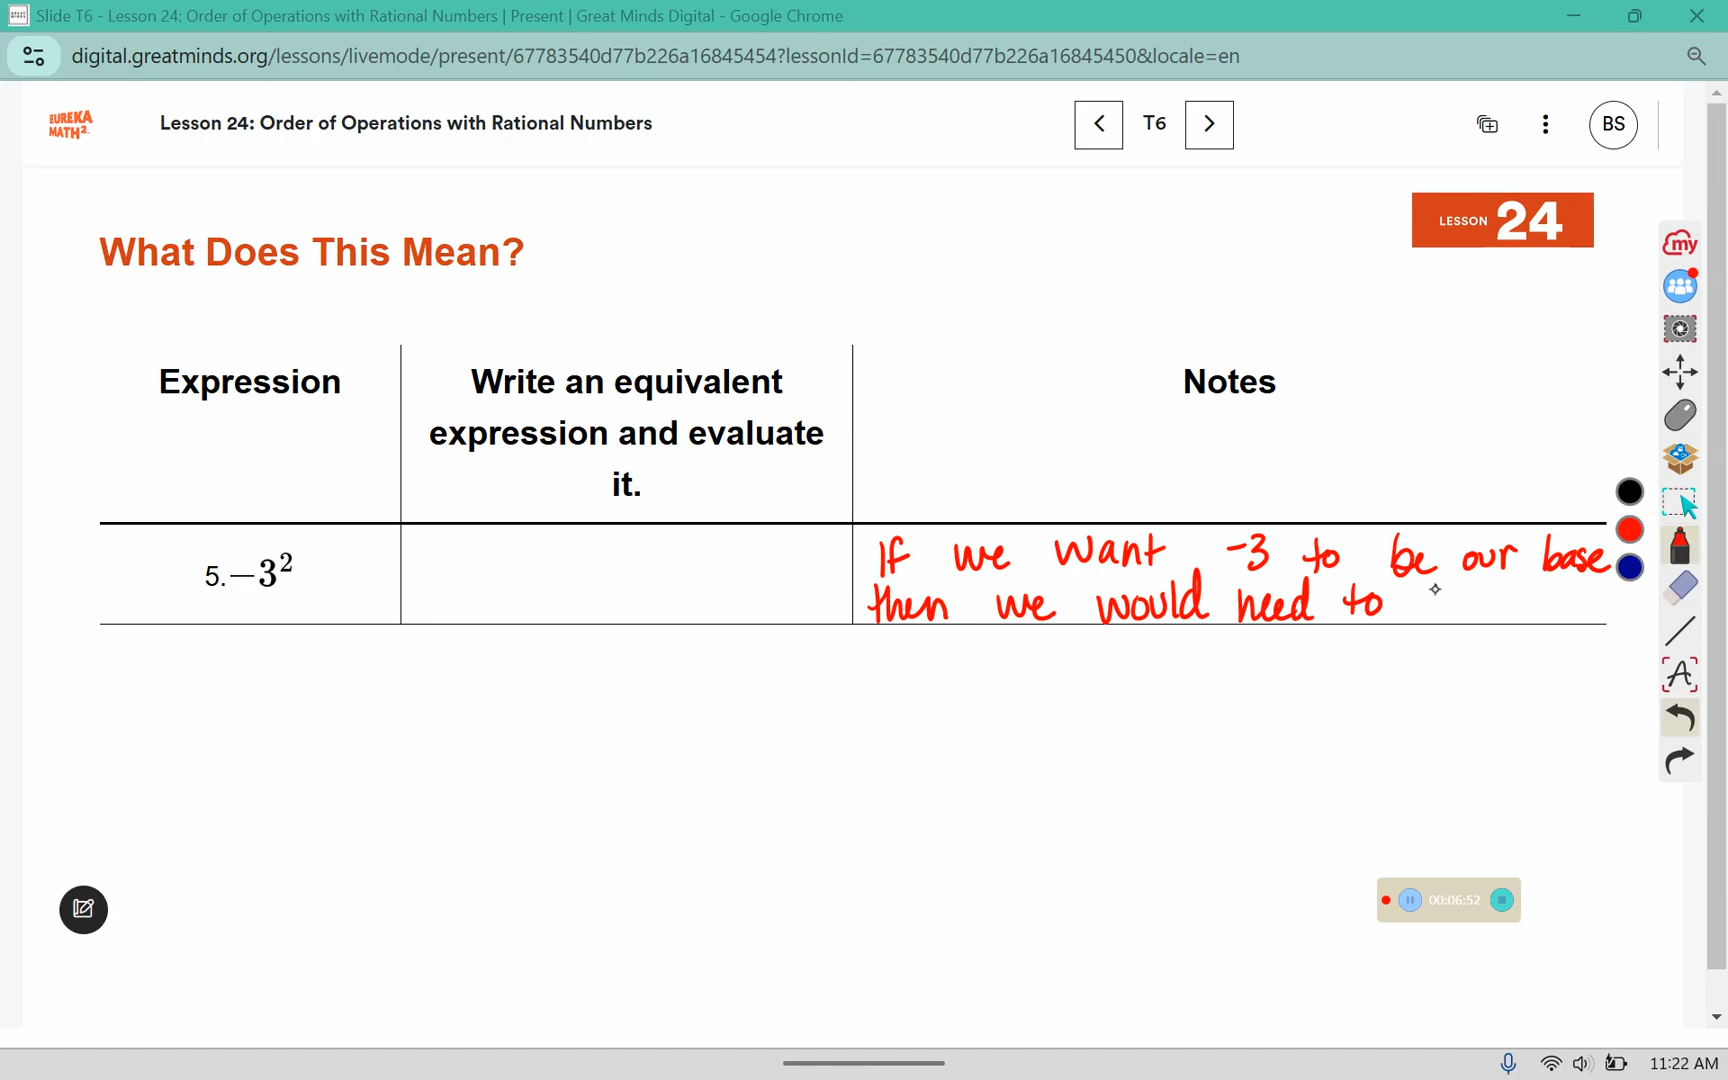 Slide T6 - Lesson 24: Order of Operations with Rational Numbers | Present | Great Minds Digital - Google Chrome
digital.greatminds.org/lessons/livemode/present/67783540d77b226a16845454?lessonId=67783540d77b226a16845450&locale=en
EUREKA
MATH²
Lesson 24: Order of Operations with Rational Numbers
T6
BS
LESSON 24
What Does This Mean?
Expression
Write an equivalent
expression and evaluate
it.
Notes
5. −3²
If we want -3 to be our base
then we would need to
my
A
00:06:52
11:22 AM